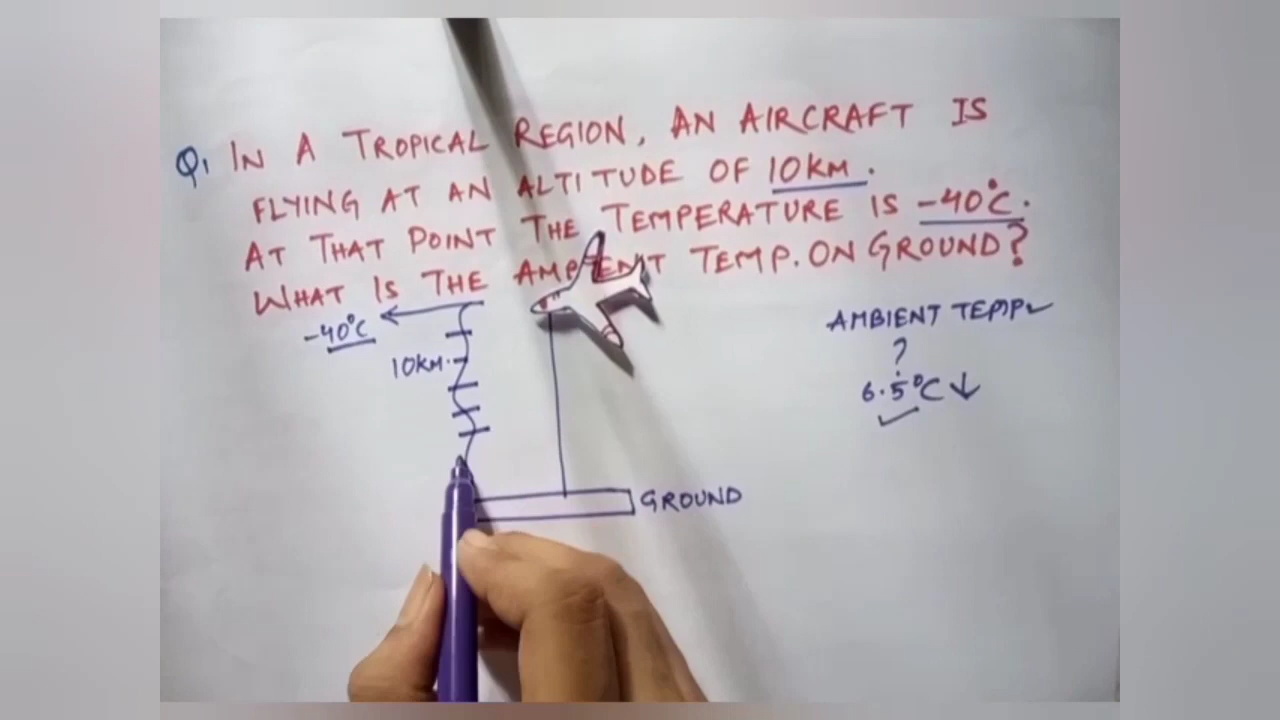 Q1 IN A TROPICAL REGION, AN AIRCRAFT IS
FLYING AT AN ALTITUDE OF 10KM.
AT THAT POINT THE TEMPERATURE IS -40°C.
WHAT IS THE AMBIENT TEMP. ON GROUND?
-40°C
10KM.
AMBIENT TEMP
?
6.5°C ↓
GROUND